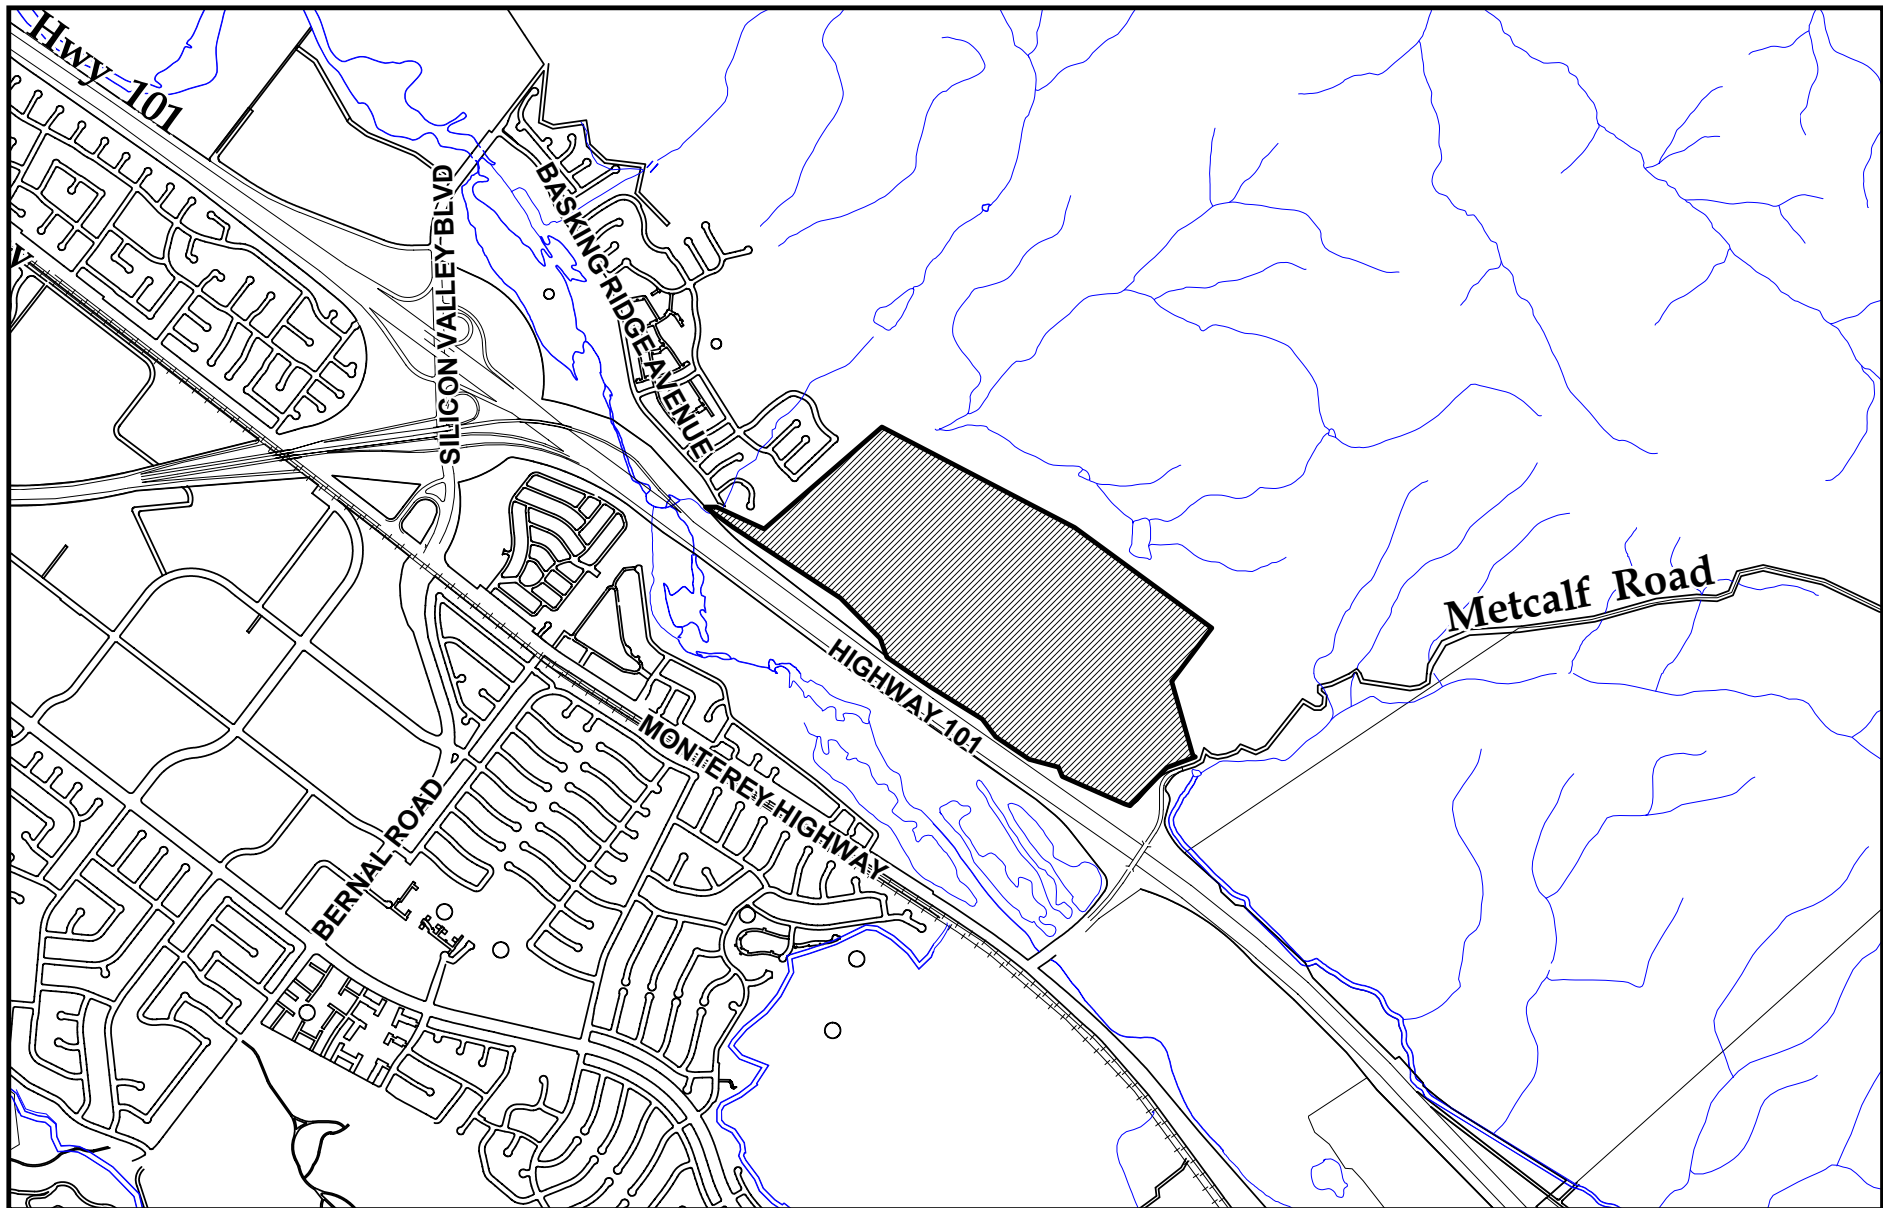 Hwy 101
y
SILICON VALLEY BLVD
BASKING RIDGE AVENUE
Metcalf Road
HIGHWAY 101
MONTEREY HIGHWAY
BERNAL ROAD